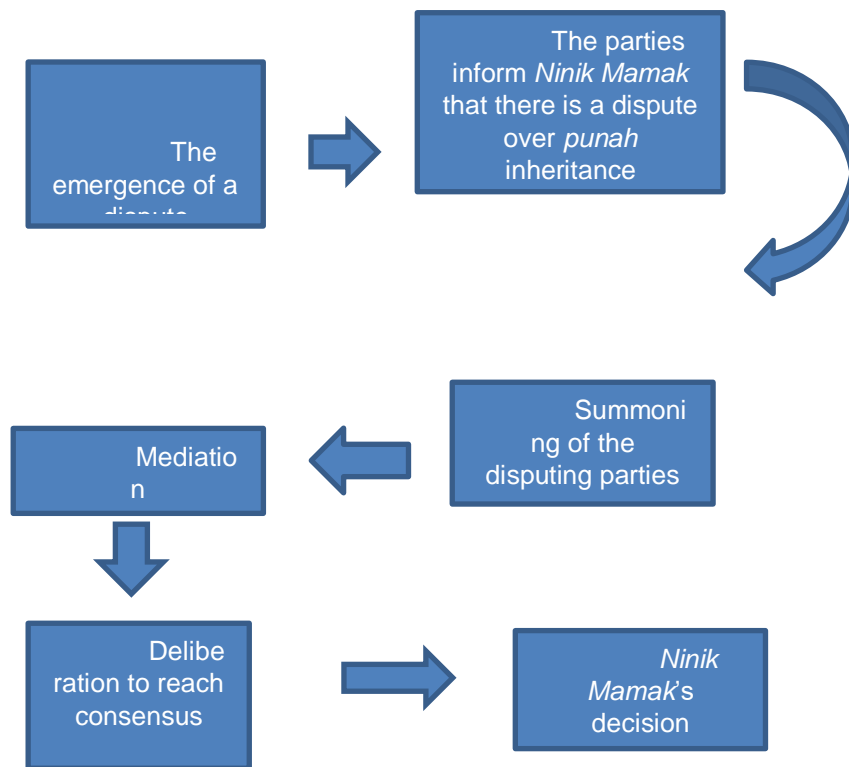 The
emergence of a
dispute
The parties
inform Ninik Mamak
that there is a dispute
over punah
inheritance
Summoni
ng of the
disputing parties
Mediatio
n
Delibe
ration to reach
consensus
Ninik
Mamak's
decision